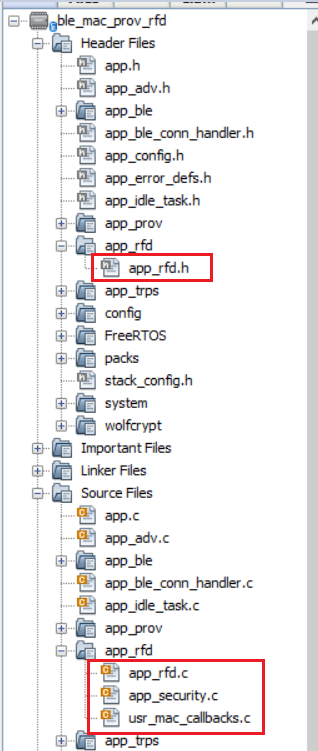 ble_mac_prov_rfd
Header Files
app.h
app_adv.h
app_ble
app_ble_conn_handler.h
app_config.h
app_error_defs.h
app_idle_task.h
app_prov
app_rfd
app_rfd.h
app_trps
config
FreeRTOS
packs
stack_config.h
system
wolfcrypt
Important Files
Linker Files
Source Files
app.c
app_adv.c
app_ble
app_ble_conn_handler.c
app_idle_task.c
app_prov
app_rfd
app_rfd.c
app_security.c
usr_mac_callbacks.c
app_trps